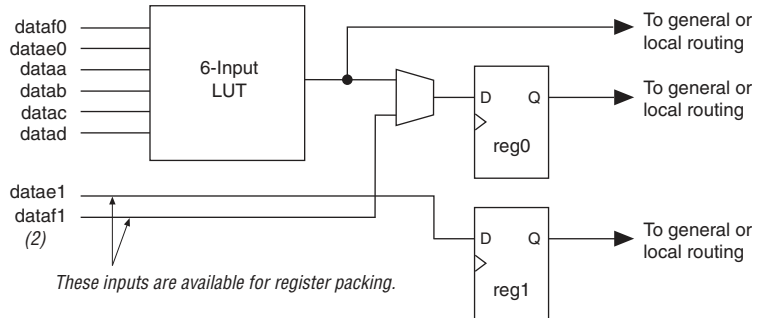 dataf0
datae0
dataa
datab
datac
datad
6-Input
LUT
To general or
local routing
D Q
reg0
To general or
local routing
datae1
dataf1
(2)
D Q
reg1
To general or
local routing
These inputs are available for register packing.